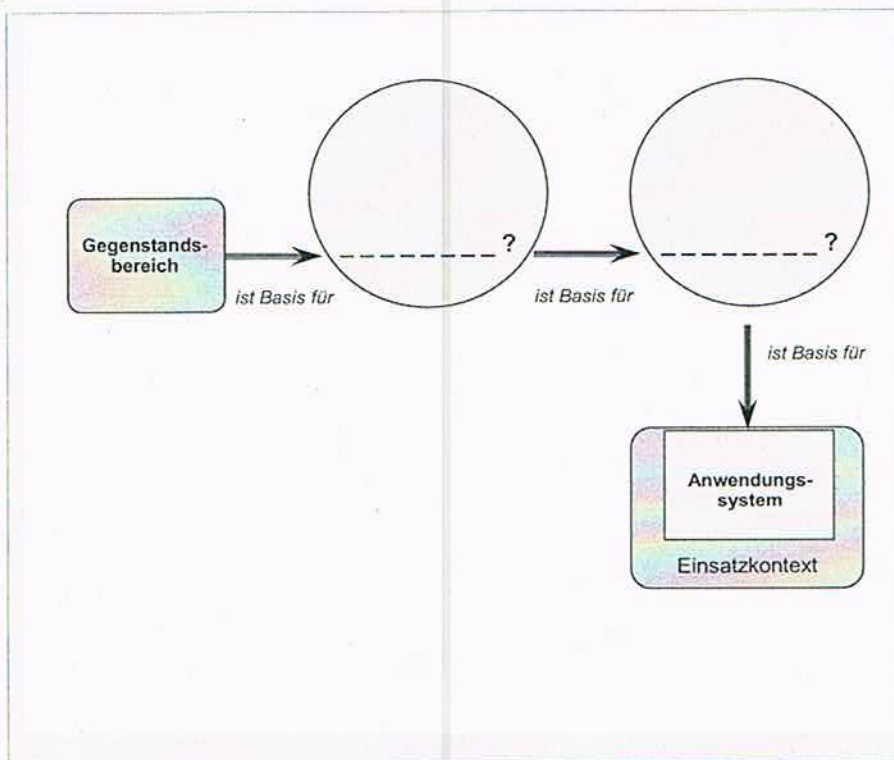 Gegenstands-
bereich
ist Basis für
?
ist Basis für
?
ist Basis für
Anwendungs-
system
Einsatzkontext